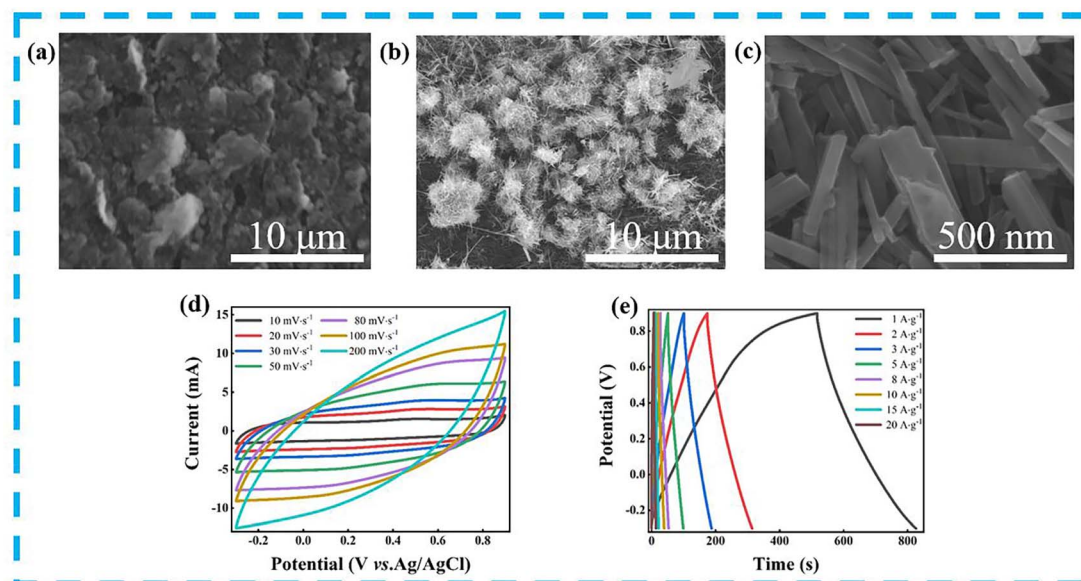 (a)
10 μm
(b)
10 μm
(c)
500 nm
(d)
15
10
5
0
-5
-10
Current (mA)
10 mV·s⁻¹
20 mV·s⁻¹
30 mV·s⁻¹
50 mV·s⁻¹
80 mV·s⁻¹
100 mV·s⁻¹
200 mV·s⁻¹
-0.2
0.0
0.2
0.4
0.6
0.8
Potential (V vs.Ag/AgCl)
(e)
0.8
0.6
0.4
0.2
0.0
-0.2
Potential (V)
1 A·g⁻¹
2 A·g⁻¹
3 A·g⁻¹
5 A·g⁻¹
8 A·g⁻¹
10 A·g⁻¹
15 A·g⁻¹
20 A·g⁻¹
0
200
400
600
800
Time (s)